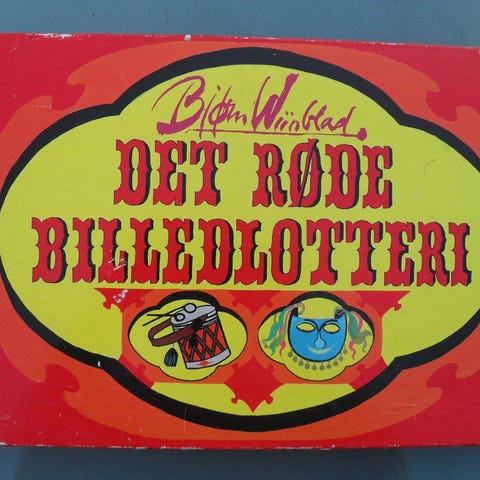 Bjørn Wiinblad.
DET RØDE
BILLEDLOTTERI